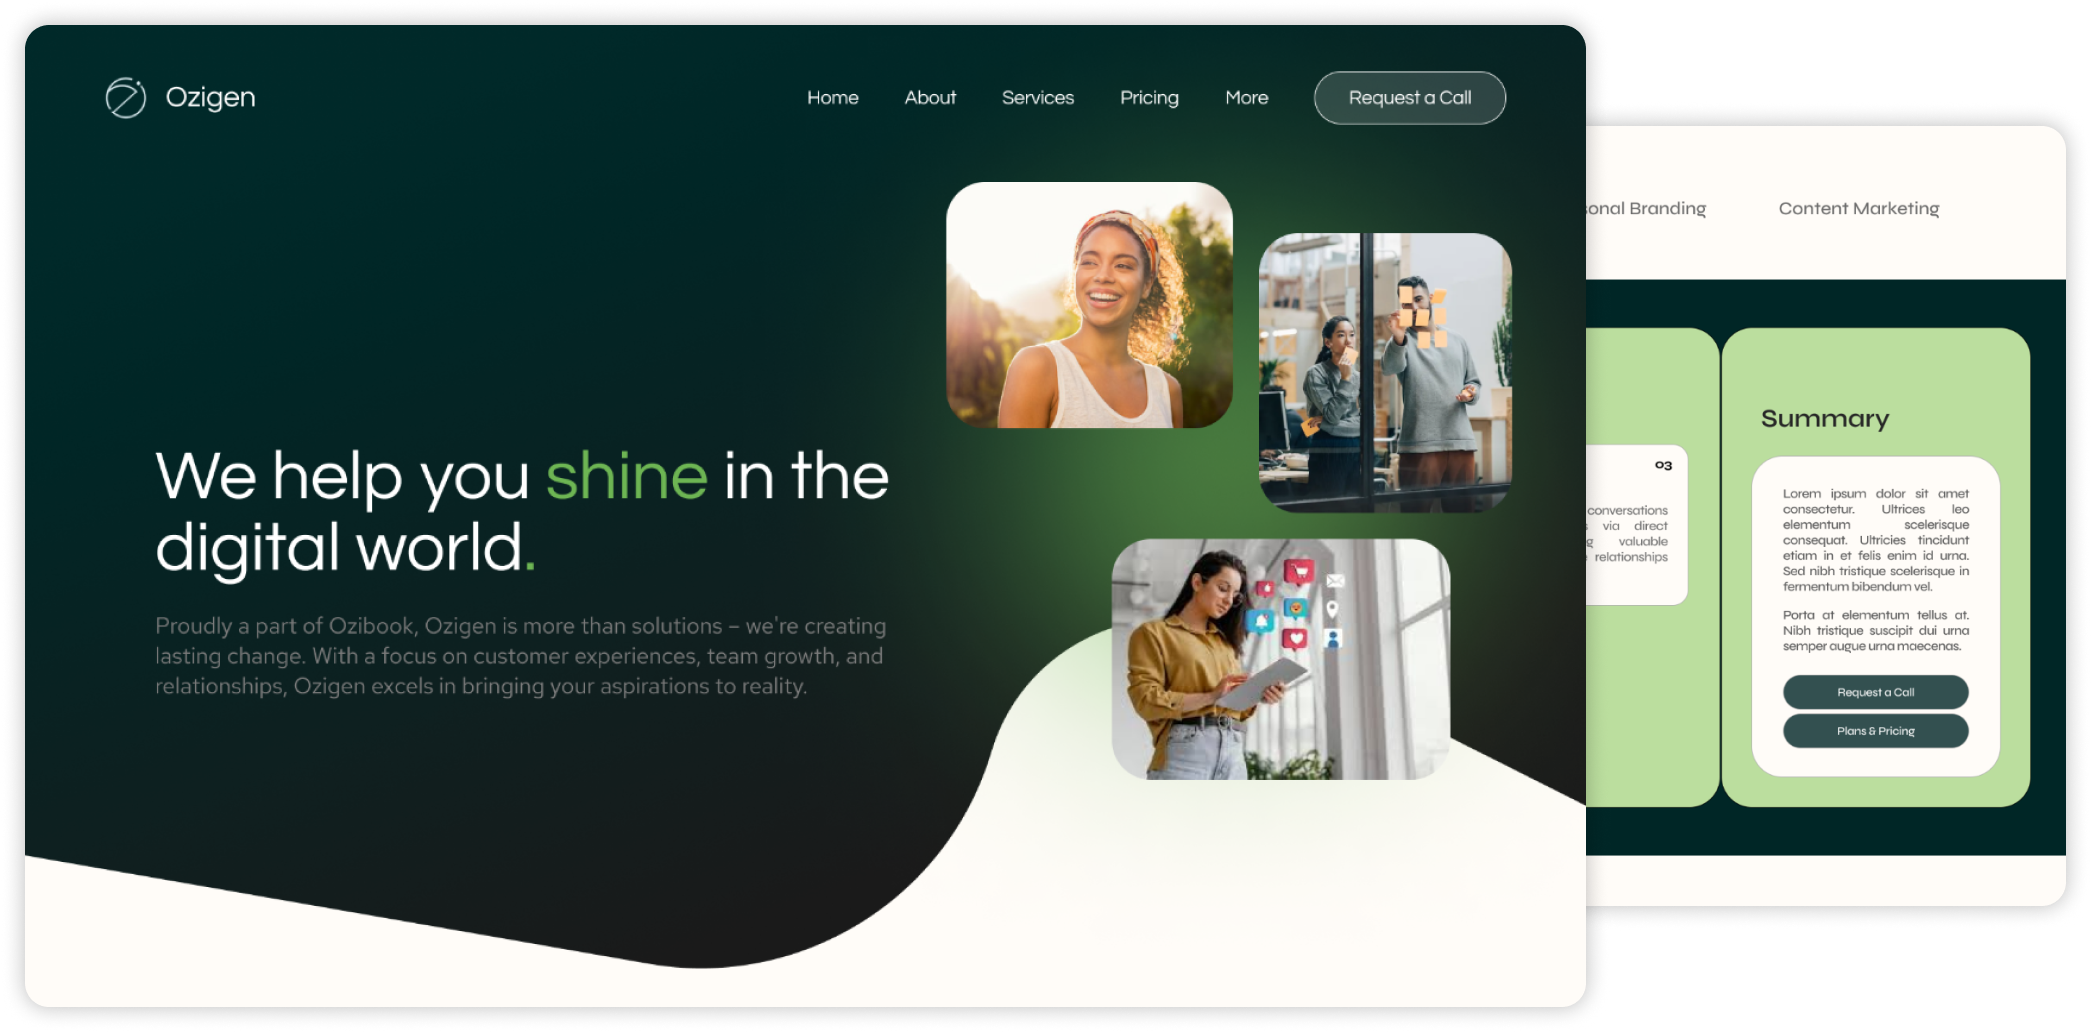 Ozigen
Home About Services Pricing More Request a Call
We help you shine in the
digital world.
Proudly a part of Ozibook, Ozigen is more than solutions – we're creating
lasting change. With a focus on customer experiences, team growth, and
relationships, Ozigen excels in bringing your aspirations to reality.
Branding Content Marketing
03
conversations
via direct
valuable
relationships
Summary
Lorem ipsum dolor sit amet
consectetur. Ultrices leo
elementum scelerisque
consequat. Ultricies tincidunt
etiam in et felis enim id urna.
Sed nibh tristique scelerisque in
fermentum bibendum vel.
Porta at elementum tellus at.
Nibh tristique suscipit dui urna
semper augue urna maecenas.
Request a Call
Plans & Pricing